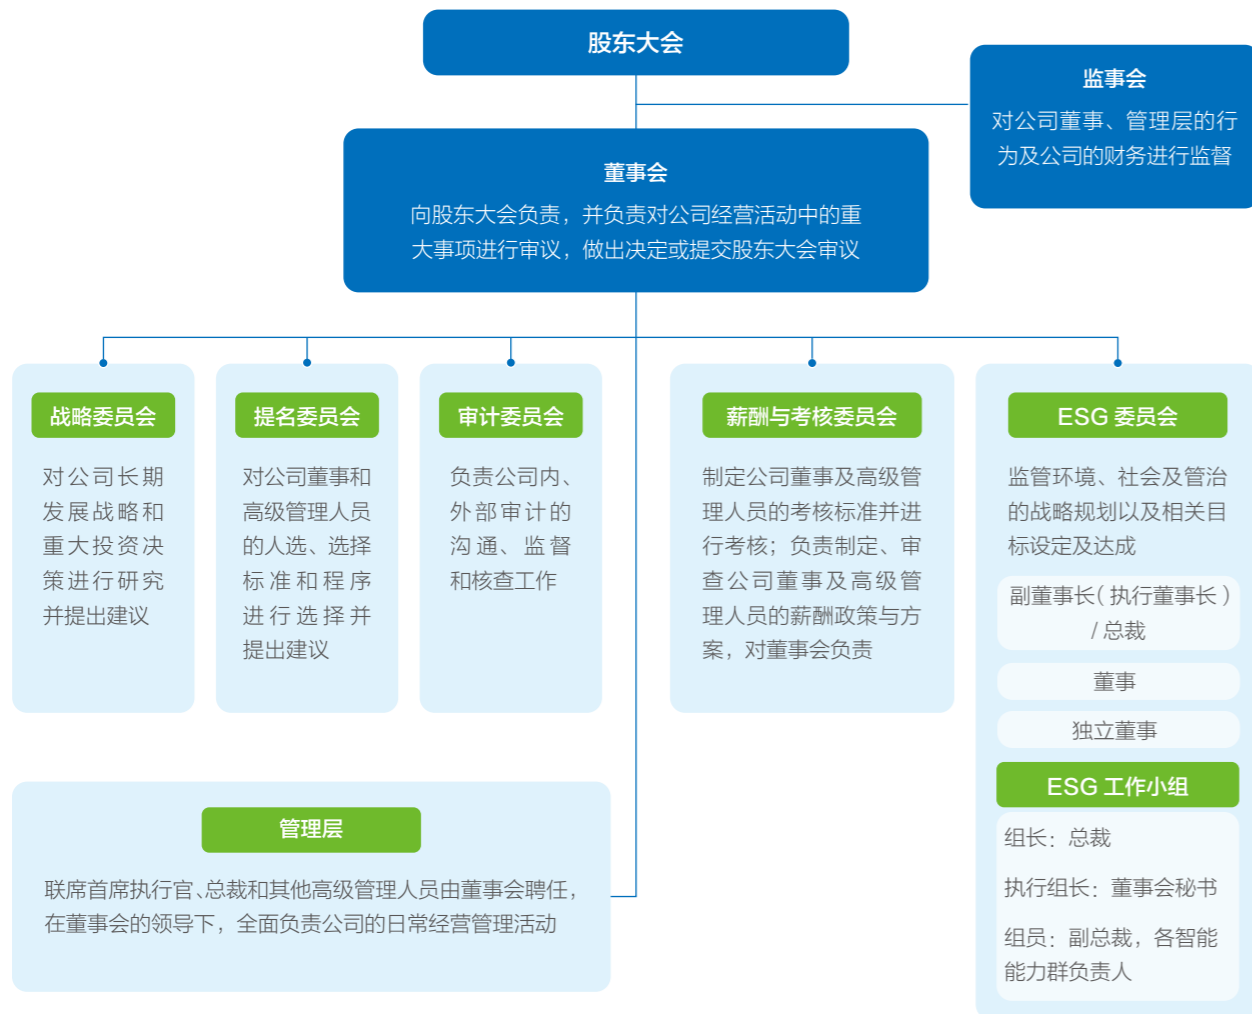 股东大会
监事会
对公司董事、管理层的行
为及公司的财务进行监督
董事会
向股东大会负责，并负责对公司经营活动中的重
大事项进行审议，做出决定或提交股东大会审议
战略委员会
对公司长期
发展战略和
重大投资决
策进行研究
并提出建议
提名委员会
对公司董事和
高级管理人员
的人选、选择
标准和程序
进行选择并
提出建议
审计委员会
负责公司内、
外部审计的
沟通、监督
和核查工作
薪酬与考核委员会
制定公司董事及高级管
理人员的考核标准并进
行考核；负责制定、审
查公司董事及高级管
理人员的薪酬政策与方
案，对董事会负责
ESG 委员会
监管环境、社会及管治
的战略规划以及相关目
标设定及达成
副董事长（执行董事长）
/ 总裁
董事
独立董事
ESG 工作小组
组长：总裁
执行组长：董事会秘书
组员：副总裁，各智能
能力群负责人
管理层
联席首席执行官、总裁和其他高级管理人员由董事会聘任，
在董事会的领导下，全面负责公司的日常经营管理活动